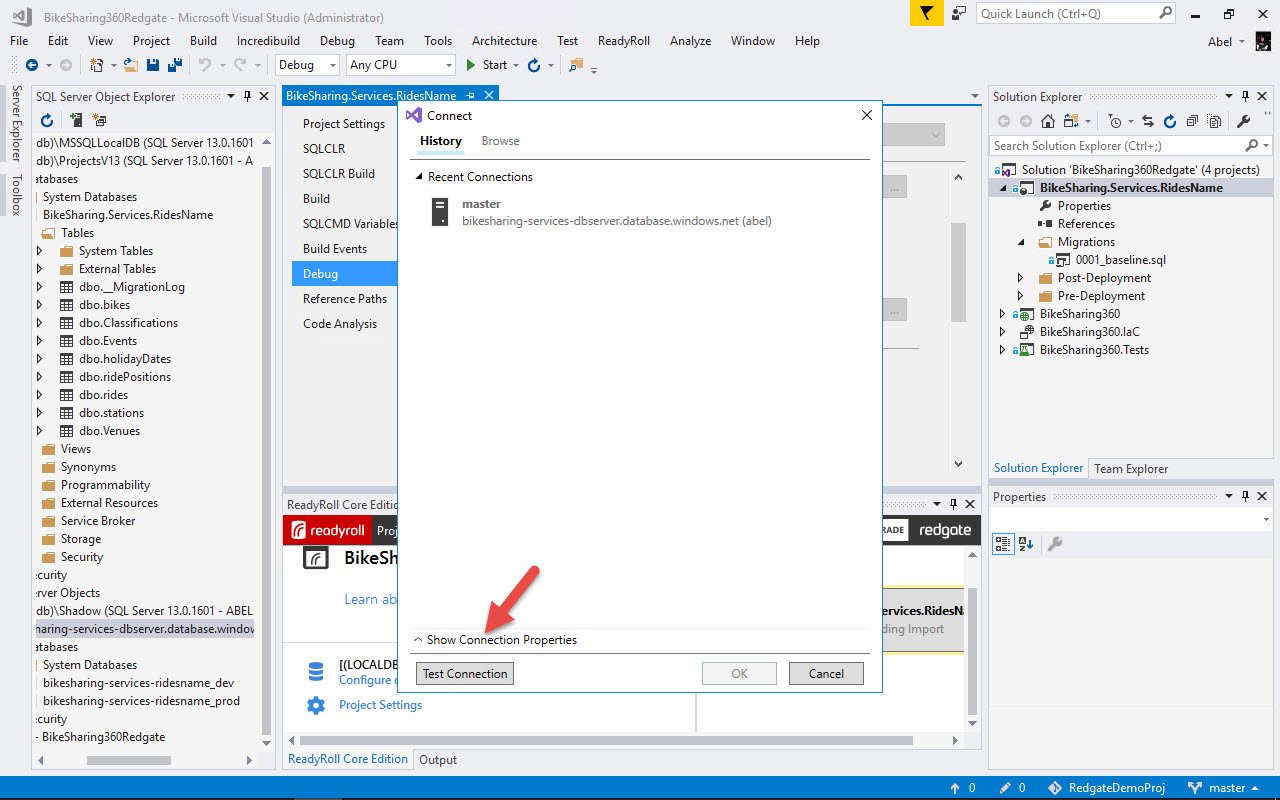 BikeSharing360Redgate - Microsoft Visual Studio (Administrator)
Quick Launch (Ctrl+Q)
File Edit View Project Build Incredibuild Debug Team Tools Architecture Test ReadyRoll Analyze Window Help
Abel
Debug Any CPU Start
Server Explorer
Toolbox
SQL Server Object Explorer
db)\MSSQLLocalDB (SQL Server 13.0.1601
db)\ProjectsV13 (SQL Server 13.0.1601 - A
atabases
System Databases
BikeSharing.Services.RidesName
Tables
System Tables
External Tables
dbo.__MigrationLog
dbo.bikes
dbo.Classifications
dbo.Events
dbo.holidayDates
dbo.ridePositions
dbo.rides
dbo.stations
dbo.Venues
Views
Synonyms
Programmability
External Resources
Service Broker
Storage
Security
ecurity
erver Objects
db)\Shadow (SQL Server 13.0.1601 - ABEL
haring-services-dbserver.database.window
atabases
System Databases
bikesharing-services-ridesname_dev
bikesharing-services-ridesname_prod
ecurity
- BikeSharing360Redgate
BikeSharing.Services.RidesName
Project Settings
SQLCLR
SQLCLR Build
Build
SQLCMD Variables
Build Events
Debug
Reference Paths
Code Analysis
...
...
Connect
History Browse
Recent Connections
master
bikesharing-services-dbserver.database.windows.net (abel)
Show Connection Properties
Test Connection OK Cancel
ReadyRoll Core Editio
readyroll Proj
RADE redgate
BikeSh
Learn ab
ervices.RidesNa
ding Import
[(LOCALDB
Configure c
Project Settings
ReadyRoll Core Edition Output
Solution Explorer
Search Solution Explorer (Ctrl+;)
Solution 'BikeSharing360Redgate' (4 projects)
BikeSharing.Services.RidesName
Properties
References
Migrations
0001_baseline.sql
Post-Deployment
Pre-Deployment
BikeSharing360
BikeSharing360.IaC
BikeSharing360.Tests
Solution Explorer Team Explorer
Properties
0 0 RedgateDemoProj master